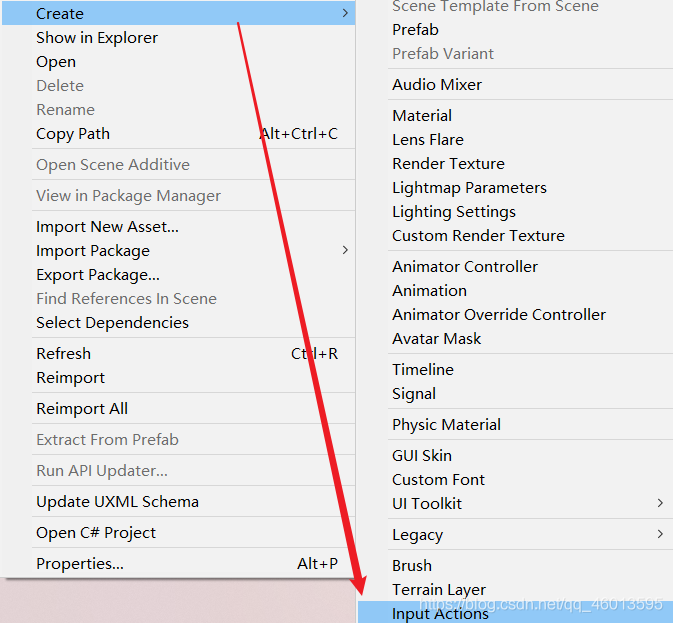 Create
Show in Explorer
Open
Delete
Rename
Copy Path Alt+Ctrl+C
Open Scene Additive
View in Package Manager
Import New Asset...
Import Package
Export Package...
Find References In Scene
Select Dependencies
Refresh Ctrl+R
Reimport
Reimport All
Extract From Prefab
Run API Updater...
Update UXML Schema
Open C# Project
Properties... Alt+P
Scene Template From Scene
Prefab
Prefab Variant
Audio Mixer
Material
Lens Flare
Render Texture
Lightmap Parameters
Lighting Settings
Custom Render Texture
Animator Controller
Animation
Animator Override Controller
Avatar Mask
Timeline
Signal
Physic Material
GUI Skin
Custom Font
UI Toolkit
Legacy
Brush
Terrain Layer
Input Actions
https://blog.csdn.net/qq_46013595